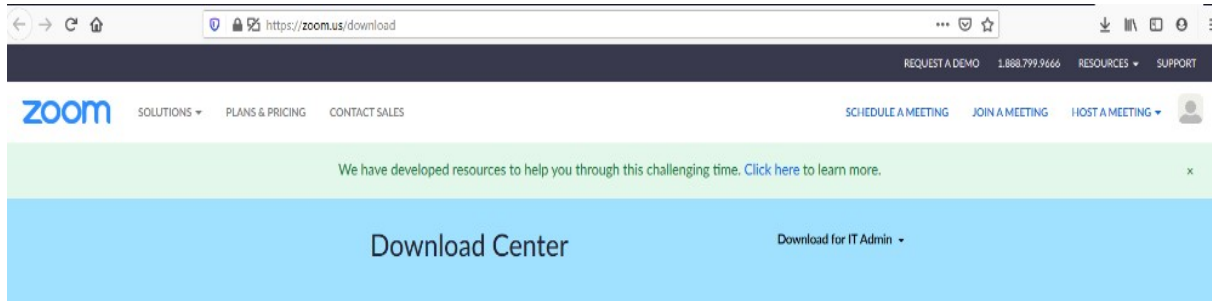 https://zoom.us/download
REQUEST A DEMO 1.888.799.9666 RESOURCES SUPPORT
zoom SOLUTIONS PLANS & PRICING CONTACT SALES SCHEDULE A MEETING JOIN A MEETING HOST A MEETING
We have developed resources to help you through this challenging time. Click here to learn more. ×
Download Center Download for IT Admin